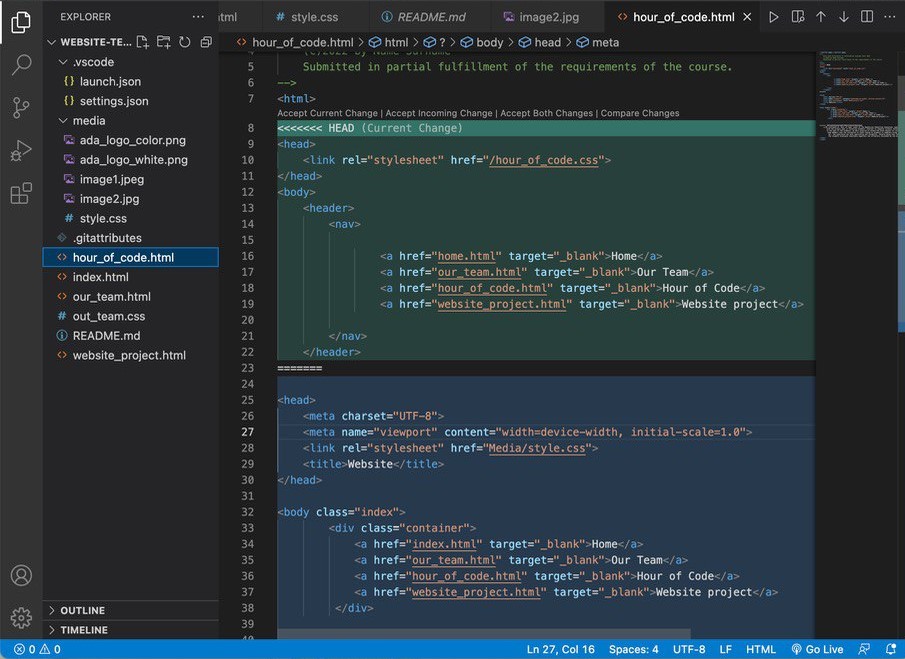 EXPLORER
WEBSITE-TE...
.vscode
launch.json
settings.json
media
ada_logo_color.png
ada_logo_white.png
image1.jpeg
image2.jpg
style.css
.gitattributes
hour_of_code.html
index.html
our_team.html
out_team.css
README.md
website_project.html
OUTLINE
TIMELINE
html
# style.css
README.md
image2.jpg
hour_of_code.html
hour_of_code.html > html > ? > body > head > meta
5 Submitted in partial fulfillment of the requirements of the course.
6 -->
7 <html>
Accept Current Change | Accept Incoming Change | Accept Both Changes | Compare Changes
8 <<<<<<< HEAD (Current Change)
9 <head>
10 <link rel="stylesheet" href="/hour_of_code.css">
11 </head>
12 <body>
13 <header>
14 <nav>
15
16 <a href="home.html" target="_blank">Home</a>
17 <a href="our_team.html" target="_blank">Our Team</a>
18 <a href="hour_of_code.html" target="_blank">Hour of Code</a>
19 <a href="website_project.html" target="_blank">Website project</a>
20
21 </nav>
22 </header>
23 =======
24
25 <head>
26 <meta charset="UTF-8">
27 <meta name="viewport" content="width=device-width, initial-scale=1.0">
28 <link rel="stylesheet" href="Media/style.css">
29 <title>Website</title>
30 </head>
31
32 <body class="index">
33 <div class="container">
34 <a href="index.html" target="_blank">Home</a>
35 <a href="our_team.html" target="_blank">Our Team</a>
36 <a href="hour_of_code.html" target="_blank">Hour of Code</a>
37 <a href="website_project.html" target="_blank">Website project</a>
38 </div>
39
0 0 Ln 27, Col 16 Spaces: 4 UTF-8 LF HTML Go Live